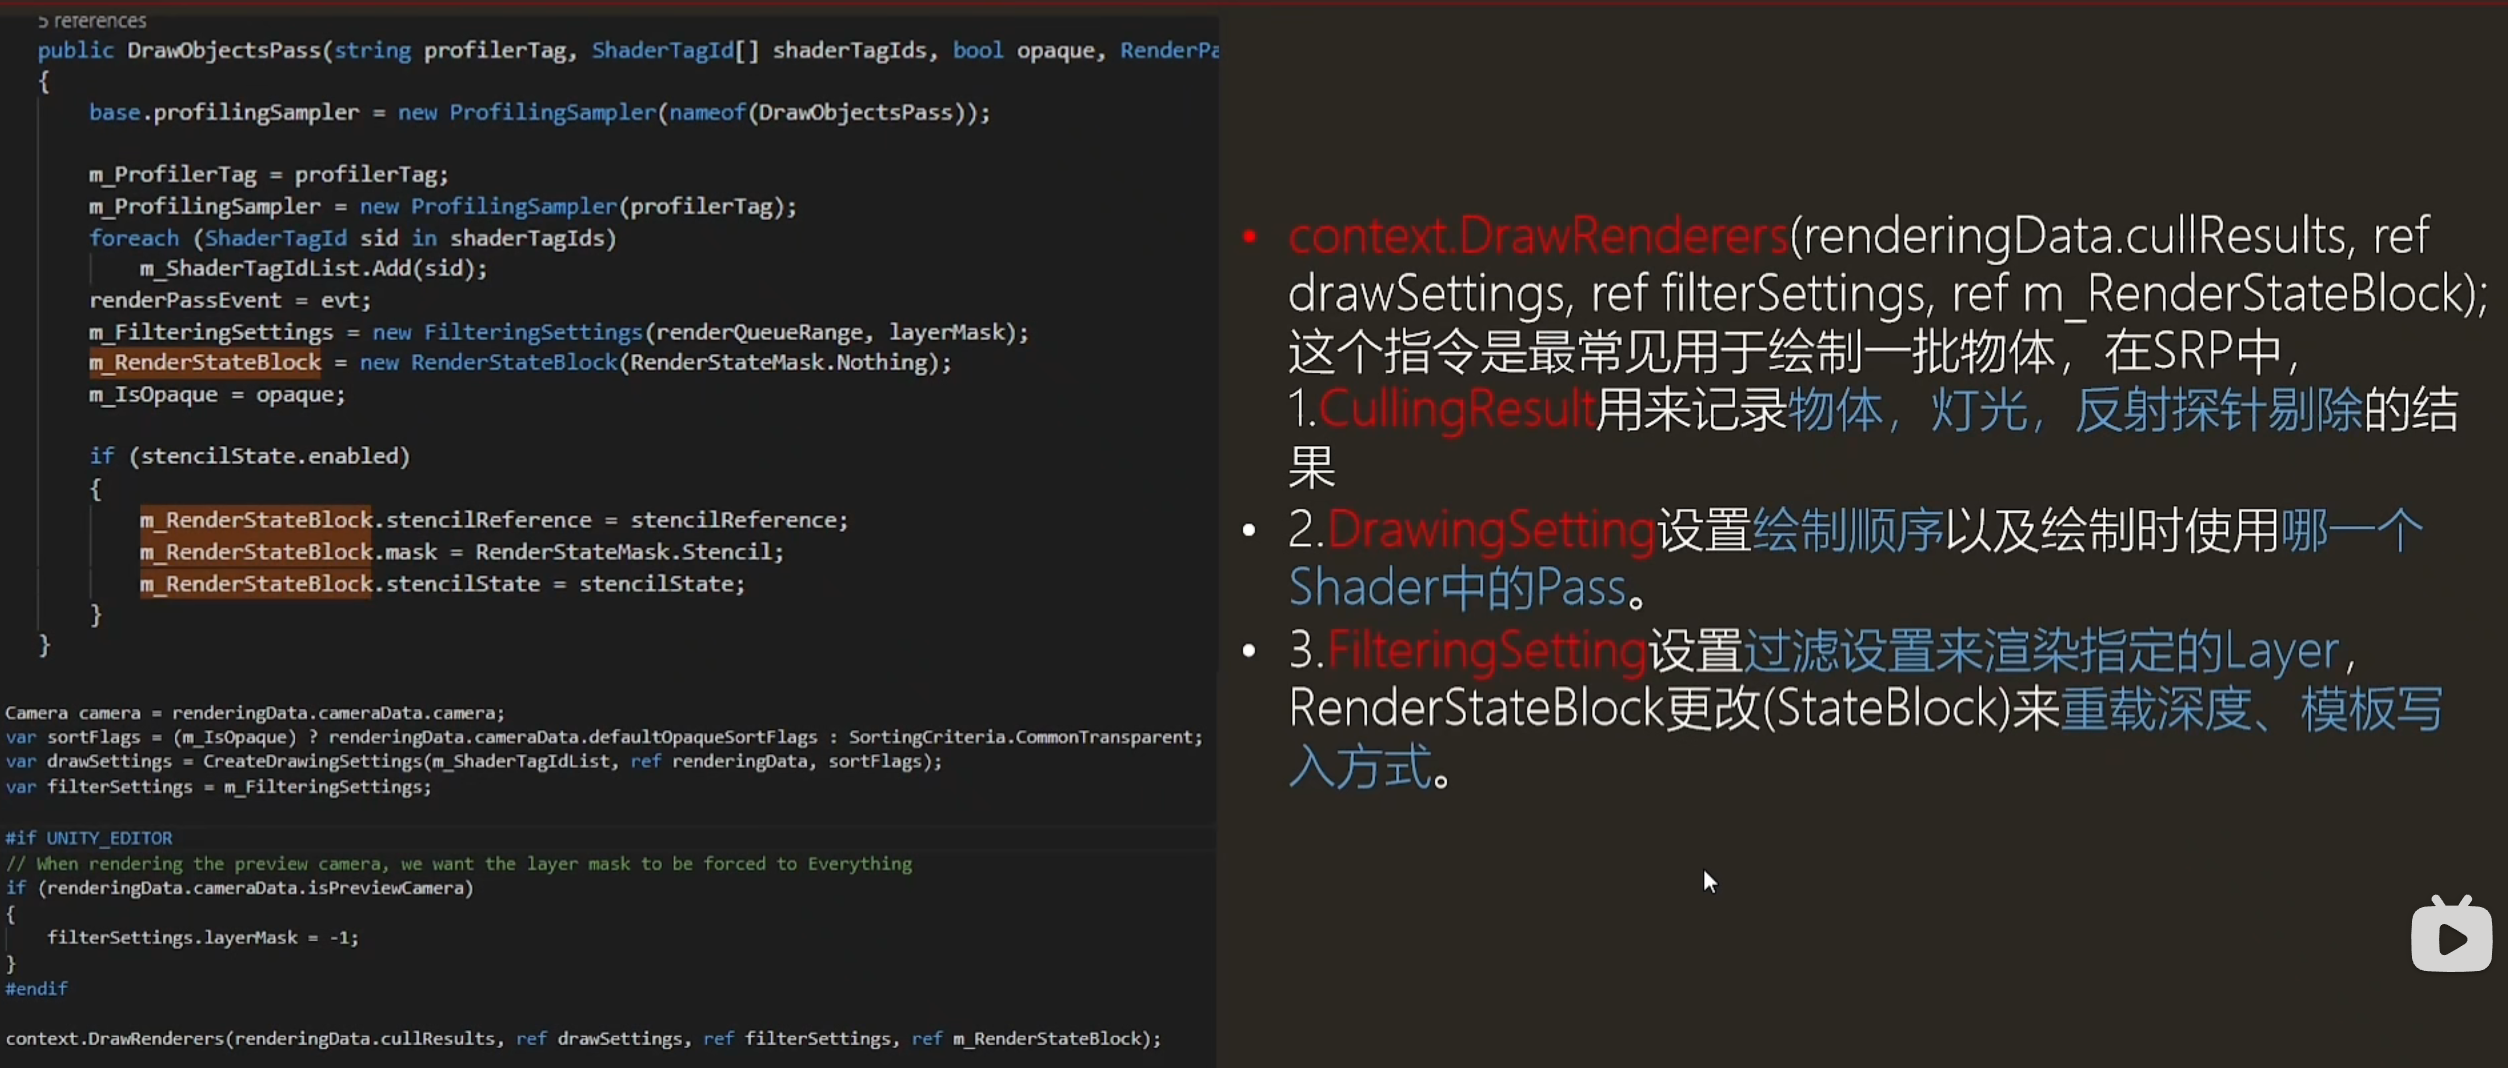 5 references
public DrawObjectsPass(string profilerTag, ShaderTagId[] shaderTagIds, bool opaque, RenderPa
{
base.profilingSampler = new ProfilingSampler(nameof(DrawObjectsPass));
m_ProfilerTag = profilerTag;
m_ProfilingSampler = new ProfilingSampler(profilerTag);
foreach (ShaderTagId sid in shaderTagIds)
m_ShaderTagIdList.Add(sid);
renderPassEvent = evt;
m_FilteringSettings = new FilteringSettings(renderQueueRange, layerMask);
m_RenderStateBlock = new RenderStateBlock(RenderStateMask.Nothing);
m_IsOpaque = opaque;
if (stencilState.enabled)
{
m_RenderStateBlock.stencilReference = stencilReference;
m_RenderStateBlock.mask = RenderStateMask.Stencil;
m_RenderStateBlock.stencilState = stencilState;
}
}
Camera camera = renderingData.cameraData.camera;
var sortFlags = (m_IsOpaque) ? renderingData.cameraData.defaultOpaqueSortFlags : SortingCriteria.CommonTransparent;
var drawSettings = CreateDrawingSettings(m_ShaderTagIdList, ref renderingData, sortFlags);
var filterSettings = m_FilteringSettings;
#if UNITY_EDITOR
// When rendering the preview camera, we want the layer mask to be forced to Everything
if (renderingData.cameraData.isPreviewCamera)
{
filterSettings.layerMask = -1;
}
#endif
context.DrawRenderers(renderingData.cullResults, ref drawSettings, ref filterSettings, ref m_RenderStateBlock);
• context.DrawRenderers(renderingData.cullResults, ref
drawSettings, ref filterSettings, ref m_RenderStateBlock);
这个指令是最常见用于绘制一批物体，在SRP中，
1.CullingResult用来记录物体，灯光，反射探针剔除的结
果
• 2.DrawingSetting设置绘制顺序以及绘制时使用哪一个
Shader中的Pass。
• 3.FilteringSetting设置过滤设置来渲染指定的Layer，
RenderStateBlock更改(StateBlock)来重载深度、模板写
入方式。